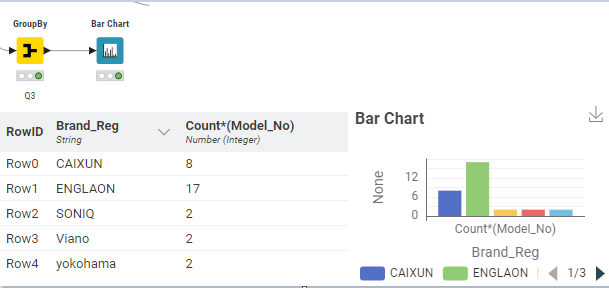 GroupBy
Bar Chart
Q3
RowID Brand_Reg Count*(Model_No)
String Number (Integer)
Row0 CAIXUN 8
Row1 ENGLAON 17
Row2 SONIQ 2
Row3 Viano 2
Row4 yokohama 2
Bar Chart
None
12
6
0
Count*(Model_No)
Brand_Reg
CAIXUN ENGLAON 1/3